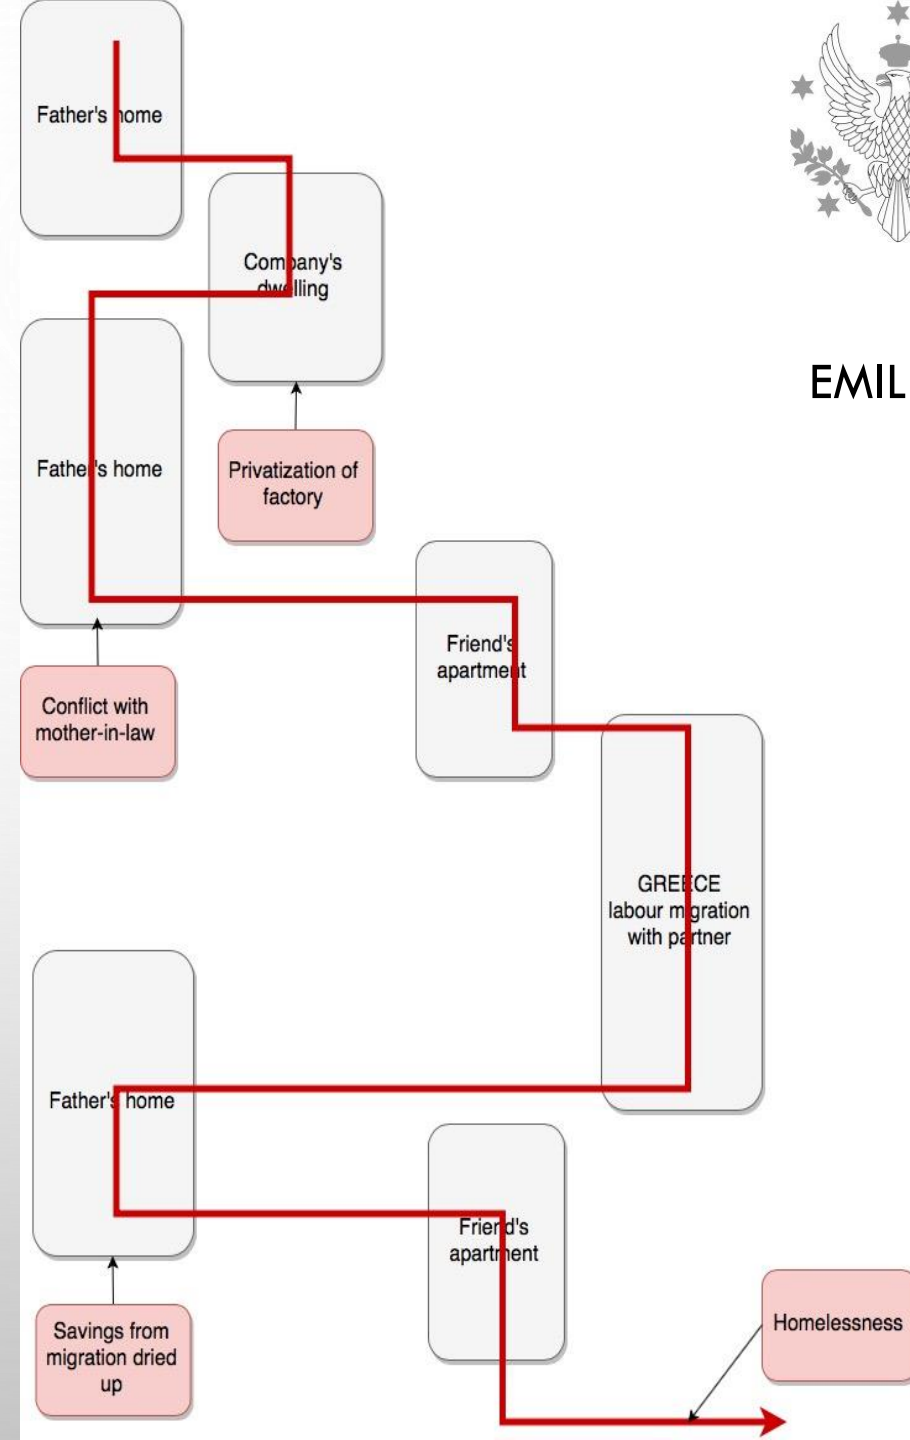 Father's home
Company's
dwelling
EMIL
Father's home
Privatization of
factory
Friend's
apartment
Conflict with
mother-in-law
GREECE
labour migration
with partner
Father's home
Friend's
apartment
Homelessness
Savings from
migration dried
up